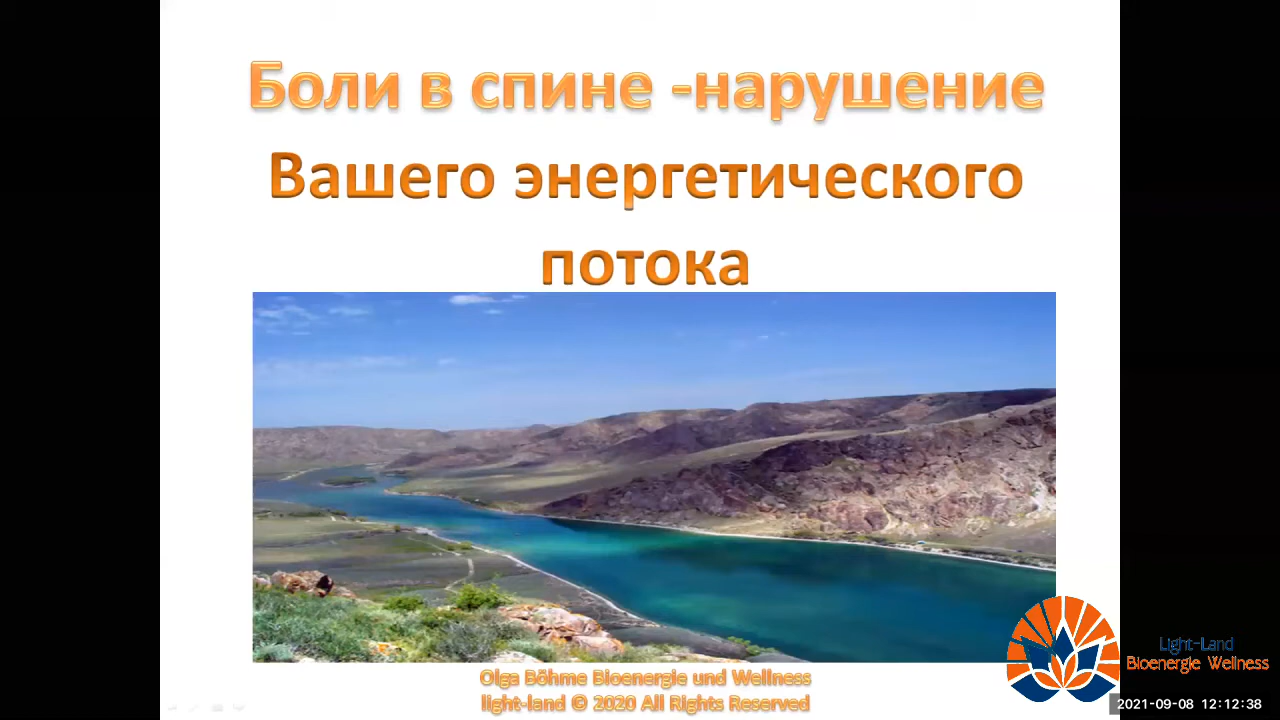 Боли в спине -нарушение
Вашего энергетического
потока
Olga Böhme Bioenergie und Wellness
light-land © 2020 All Rights Reserved
Light-Land
Bioenergie Wellness
2021-09-08 12:12:38